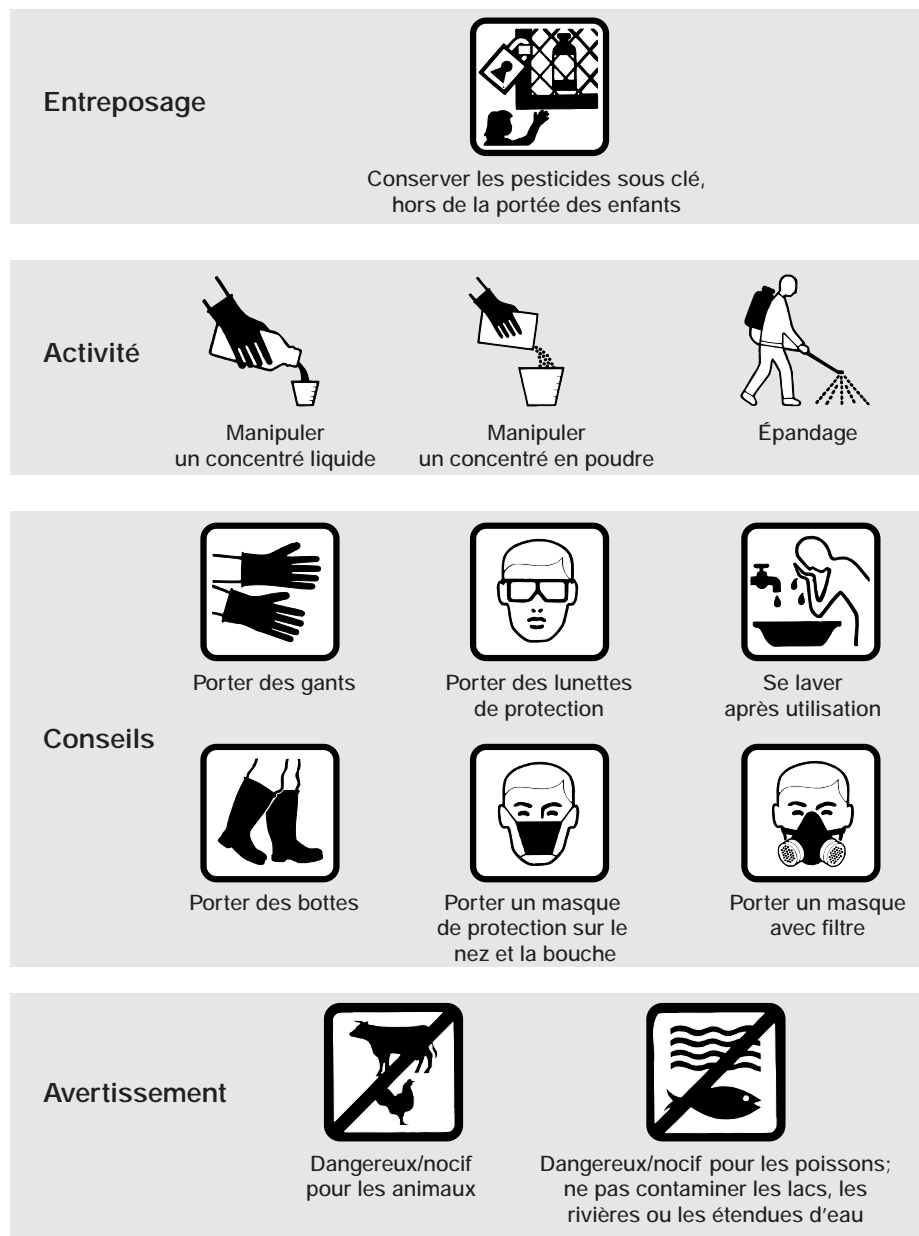 Entreposage
Conserver les pesticides sous clé,
hors de la portée des enfants
Activité
Manipuler
un concentré liquide
Manipuler
un concentré en poudre
Épandage
Conseils
Porter des gants
Porter des lunettes
de protection
Se laver
après utilisation
Porter des bottes
Porter un masque
de protection sur le
nez et la bouche
Porter un masque
avec filtre
Avertissement
Dangereux/nocif
pour les animaux
Dangereux/nocif pour les poissons;
ne pas contaminer les lacs, les
rivières ou les étendues d'eau